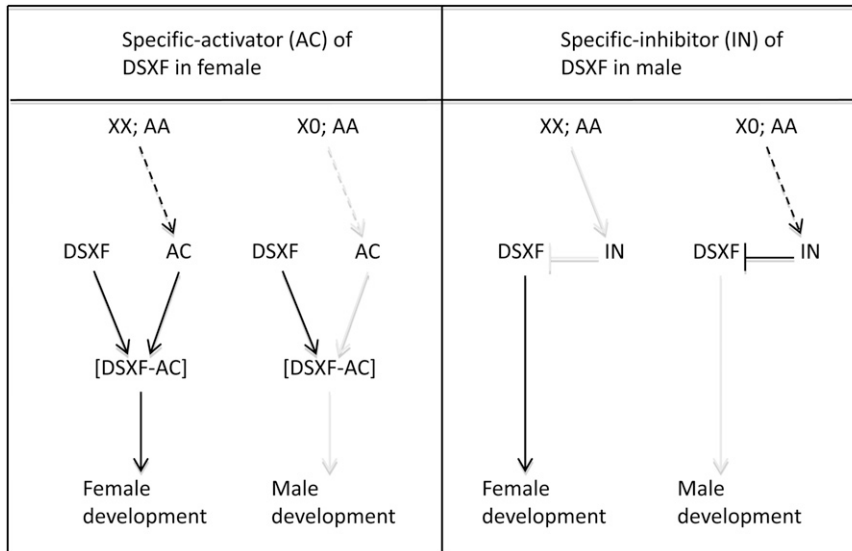 Specific-activator (AC) of
DSXF in female
Specific-inhibitor (IN) of
DSXF in male
XX; AA
X0; AA
XX; AA
X0; AA
DSXF
AC
DSXF
AC
DSXF
IN
DSXF
IN
[DSXF-AC]
[DSXF-AC]
Female
development
Male
development
Female
development
Male
development